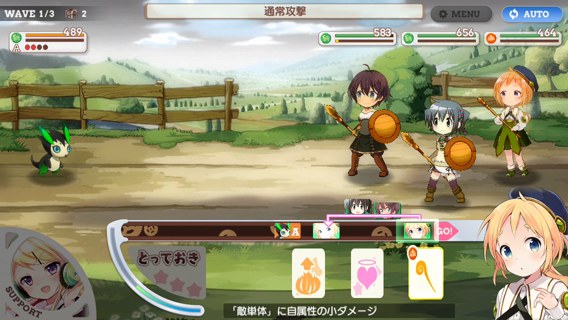 WAVE 1/3 2
通常攻撃
MENU
AUTO
489
A
583
656
464
A
GO!
とっておき
SUPPORT
「敵単体」に自属性の小ダメージ